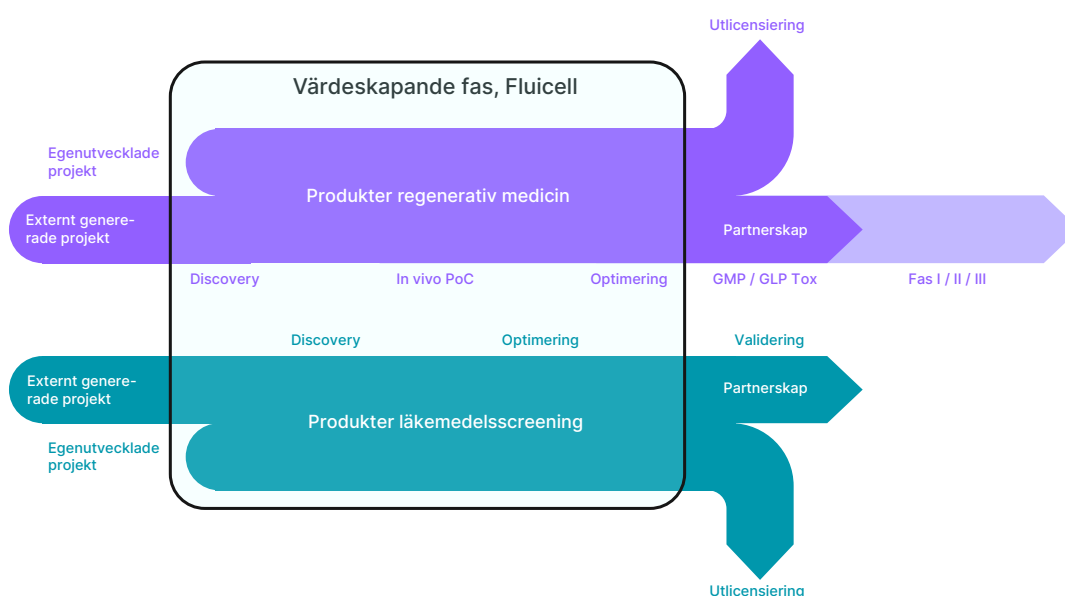 Utlicensiering
Värdeskapande fas, Fluicell
Egenutvecklade
projekt
Produkter regenerativ medicin
Externt genere-
rade projekt
Partnerskap
Discovery
In vivo PoC
Optimering
GMP / GLP Tox
Fas I / II / III
Discovery
Optimering
Validering
Externt genere-
rade projekt
Partnerskap
Produkter läkemedelsscreening
Egenutvecklade
projekt
Utlicensiering